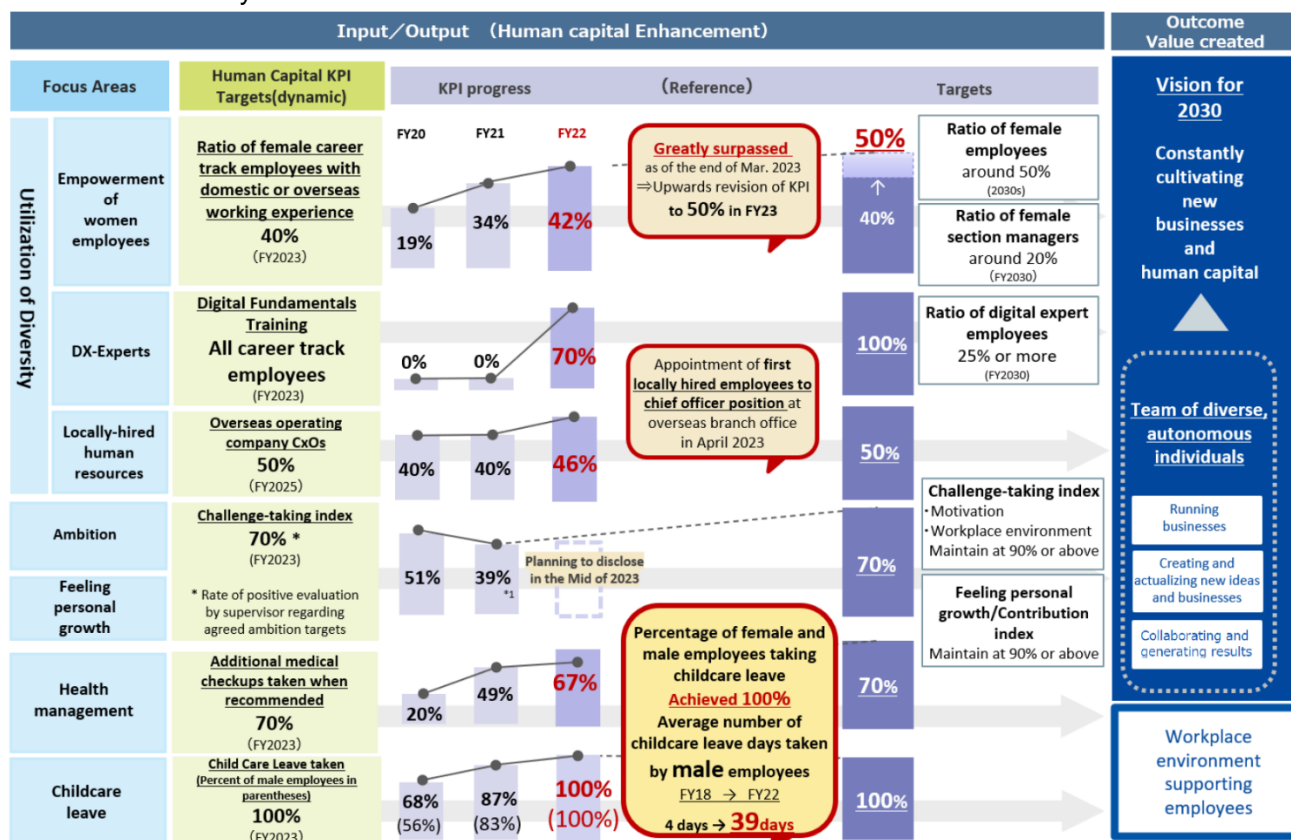 Input／Output （Human capital Enhancement）
Outcome
Value created
Focus Areas
Human Capital KPI
Targets(dynamic)
KPI progress
（Reference）
Targets
Utilization of Diversity
Empowerment
of
women
employees
Ratio of female career
track employees with
domestic or overseas
working experience
40%
(FY2023)
FY20
FY21
FY22
19%
34%
42%
Greatly surpassed
as of the end of Mar. 2023
⇒Upwards revision of KPI
to 50% in FY23
50%
↑
40%
Ratio of female
employees
around 50%
(2030s)
Ratio of female
section managers
around 20%
(FY2030)
DX-Experts
Digital Fundamentals
Training
All career track
employees
(FY2023)
0%
0%
70%
100%
Ratio of digital expert
employees
25% or more
(FY2030)
Locally-hired
human
resources
Overseas operating
company CxOs
50%
(FY2025)
40%
40%
46%
Appointment of first
locally hired employees to
chief officer position at
overseas branch office
in April 2023
50%
Ambition
Feeling
personal
growth
Challenge-taking index
70% *
(FY2023)
* Rate of positive evaluation
by supervisor regarding
agreed ambition targets
51%
39%
*1
Planning to disclose
in the Mid of 2023
70%
Challenge-taking index
・Motivation
・Workplace environment
Maintain at 90% or above
Feeling personal
growth/Contribution
index
Maintain at 90% or above
Health
management
Additional medical
checkups taken when
recommended
70%
(FY2023)
20%
49%
67%
70%
Childcare
leave
Child Care Leave taken
(Percent of male employees in
parentheses)
100%
(FY2023)
68%
(56%)
87%
(83%)
100%
(100%)
Percentage of female and
male employees taking
childcare leave
Achieved 100%
Average number of
childcare leave days taken
by male employees
FY18 → FY22
4 days → 39days
100%
Vision for
2030
Constantly
cultivating
new
businesses
and
human capital
Team of diverse,
autonomous
individuals
Running
businesses
Creating and
actualizing new ideas
and businesses
Collaborating and
generating results
Workplace
environment
supporting
employees